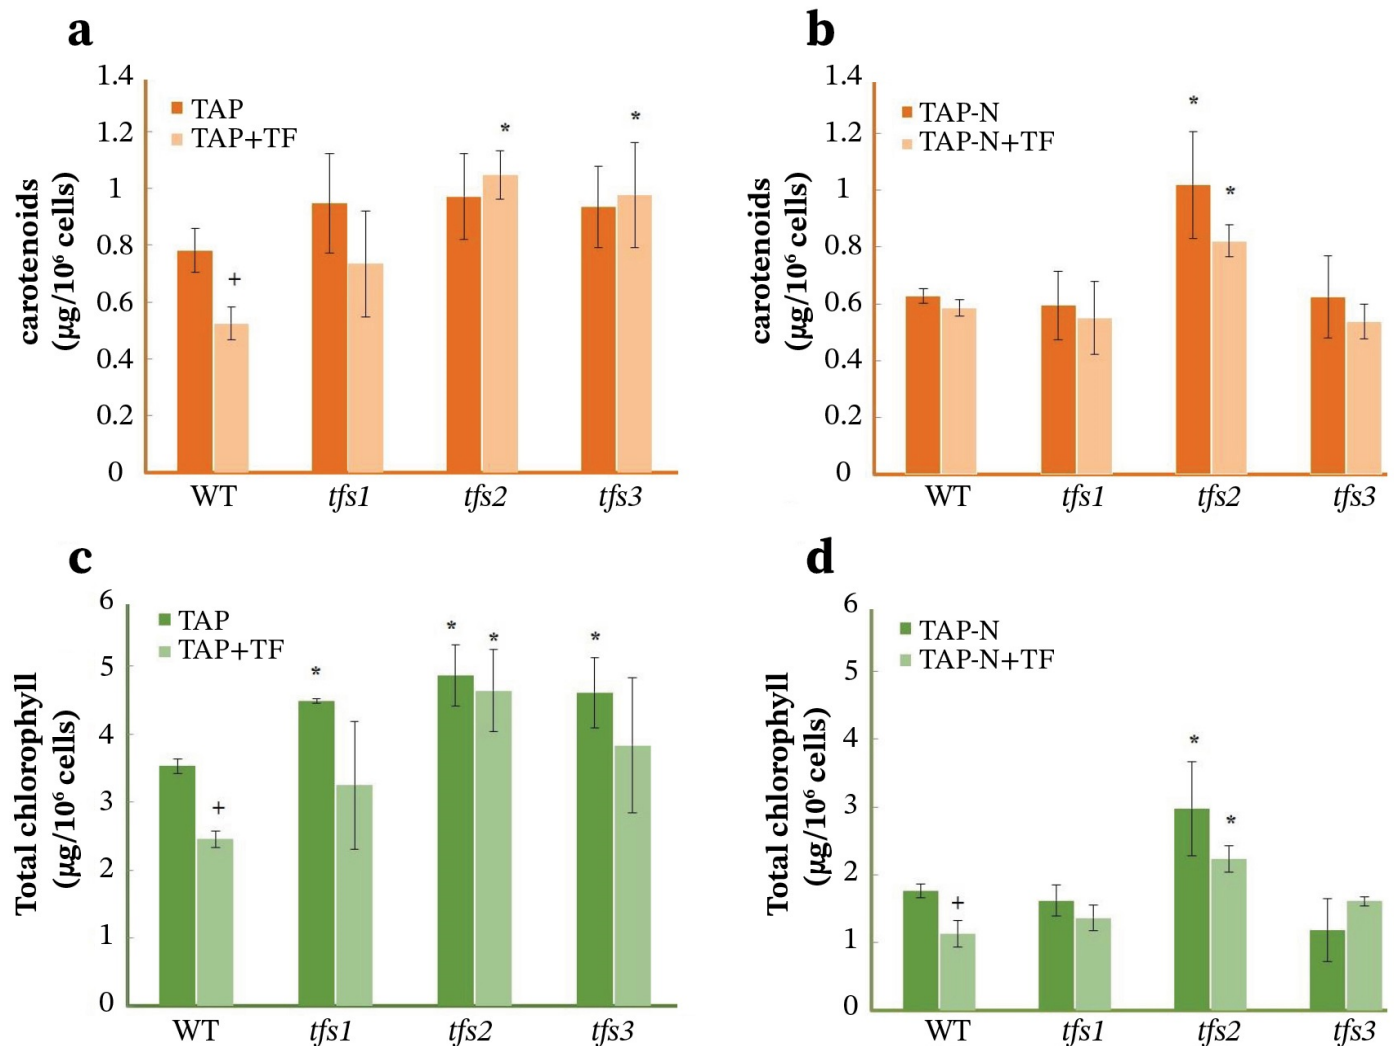 a
1.4
1.2
1
0.8
0.6
0.4
0.2
0
carotenoids
(µg/10⁶ cells)
TAP
TAP+TF
+
*
*
WT
tfs1
tfs2
tfs3
b
1.4
1.2
1
0.8
0.6
0.4
0.2
0
carotenoids
(µg/10⁶ cells)
TAP-N
TAP-N+TF
*
*
WT
tfs1
tfs2
tfs3
c
6
5
4
3
2
1
0
Total chlorophyll
(µg/10⁶ cells)
TAP
TAP+TF
+
*
*
*
*
WT
tfs1
tfs2
tfs3
d
6
5
4
3
2
1
0
Total chlorophyll
(µg/10⁶ cells)
TAP-N
TAP-N+TF
+
*
*
WT
tfs1
tfs2
tfs3